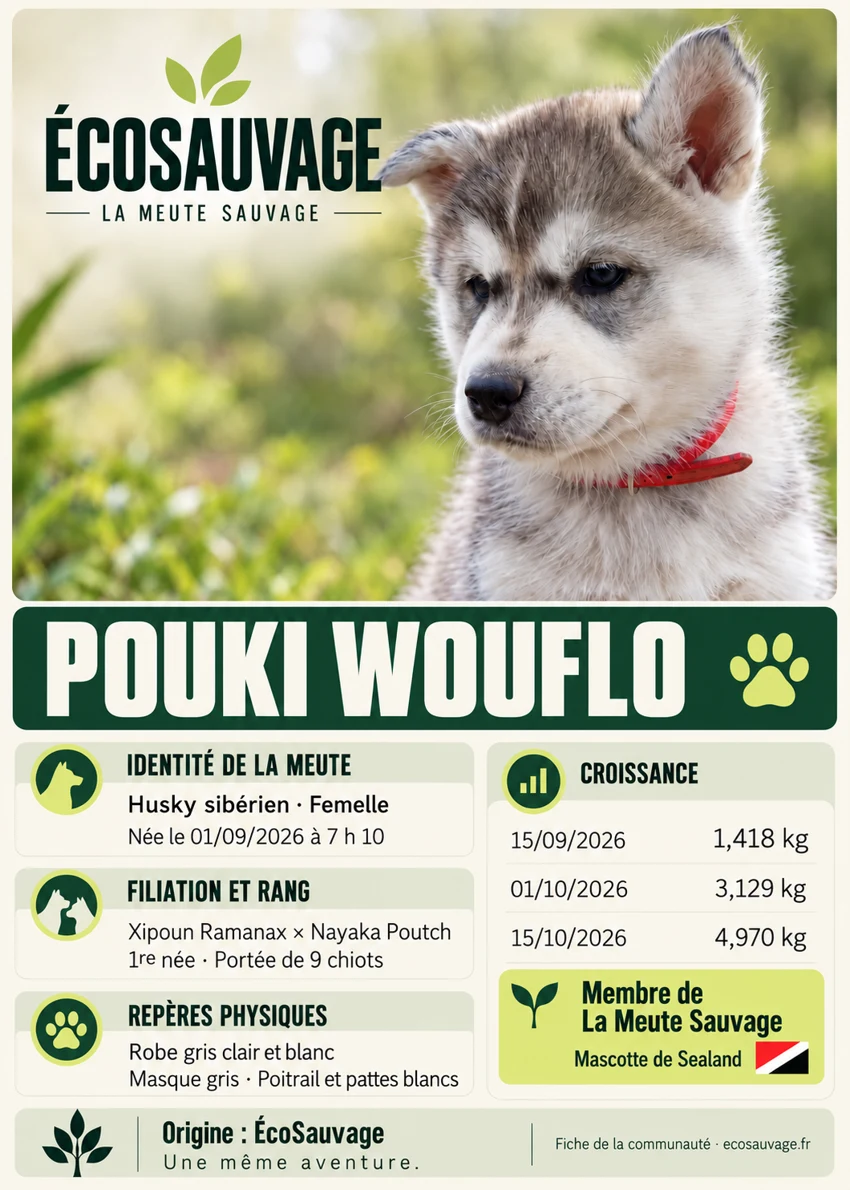 ÉCOSAUVAGE
LA MEUTE SAUVAGE
POUKI WOUFLO
IDENTITÉ DE LA MEUTE
Husky sibérien · Femelle
Née le 01/09/2026 à 7 h 10
FILIATION ET RANG
Xipoun Ramanax × Nayaka Poutch
1re née · Portée de 9 chiots
REPÈRES PHYSIQUES
Robe gris clair et blanc
Masque gris · Poitrail et pattes blancs
CROISSANCE
15/09/2026 1,418 kg
01/10/2026 3,129 kg
15/10/2026 4,970 kg
Membre de
La Meute Sauvage
Mascotte de Sealand
Origine : ÉcoSauvage
Une même aventure.
Fiche de la communauté · ecosauvage.fr